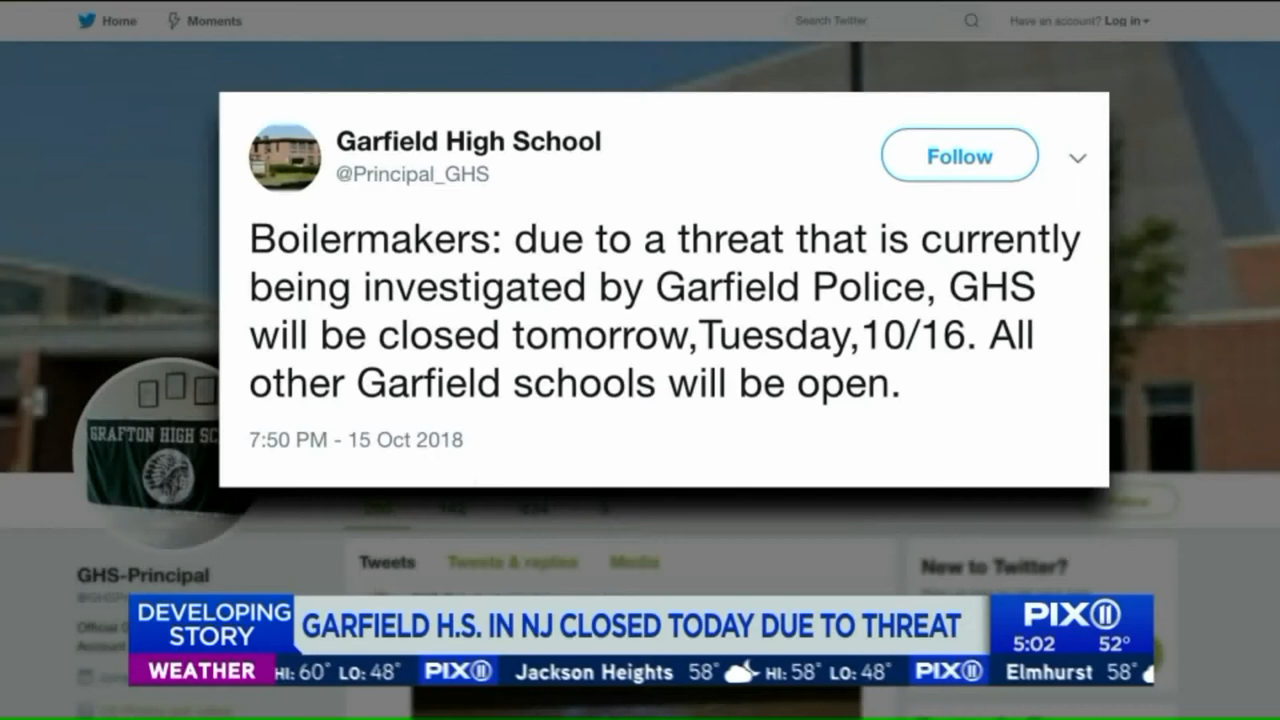 Home
Moments
Search Twitter
Have an account? Log in
Garfield High School
@Principal_GHS
Follow
Boilermakers: due to a threat that is currently
being investigated by Garfield Police, GHS
will be closed tomorrow,Tuesday,10/16. All
other Garfield schools will be open.
7:50 PM - 15 Oct 2018
GRAFTON HIGH SC
GHS-Principal
Tweets
Tweets & replies
Media
New to Twitter?
DEVELOPING
STORY
GARFIELD H.S. IN NJ CLOSED TODAY DUE TO THREAT
PIX11
5:02 52°
WEATHER
HI: 60° LO: 48° PIX11 Jackson Heights 58° HI: 58° LO: 48° PIX11 Elmhurst 58°